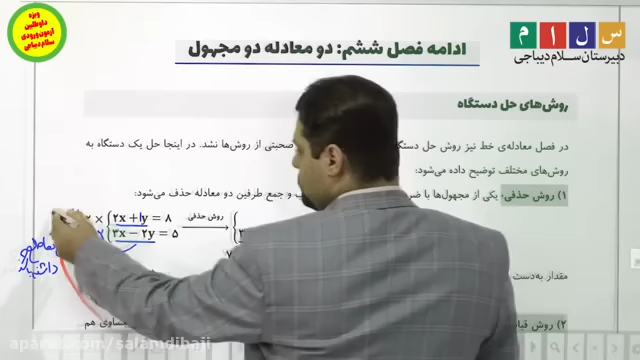 ویژه
داوطلبین
آزمون ورودی
سلام دیباجی
س ل ا م
دبیرستان سلام دیباجی
ادامه فصل ششم: دو معادله دو مجهول
روش‌های حل دستگاه
در فصل معادله‌ی خط نیز روش حل دستگاه صحبتی از روش‌ها نشد. در اینجا حل یک دستگاه به
روش‌های مختلف توضیح داده می‌شود:
۱) روش حذفی: یکی از مجهول‌ها با و جمع طرفین دو معادله حذف می‌شود:
۲ × { ۲x + 1y = ۸ روش حذفی
۳x − ۲y = ۵
۷
مقدار به‌دست
۲) روش مساوی هم
aparat.com/salamdibaji